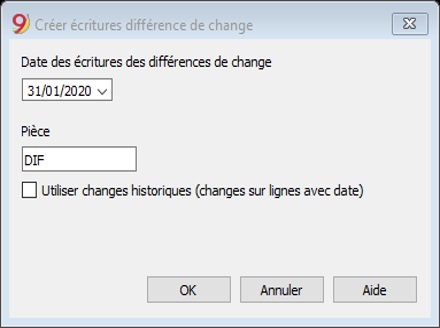 9 Créer écritures différence de change
Date des écritures des différences de change
31/01/2020
Pièce
DIF
Utiliser changes historiques (changes sur lignes avec date)
OK Annuler Aide